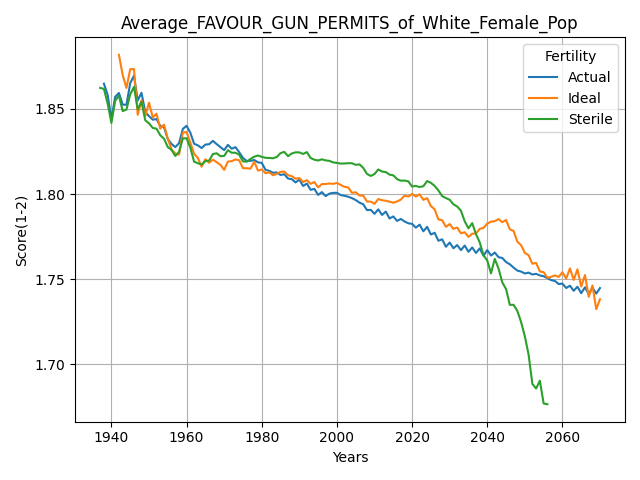 Average_FAVOUR_GUN_PERMITS_of_White_Female_Pop
Fertility
Actual
Ideal
Sterile
Score(1-2)
1.85
1.80
1.75
1.70
1940
1960
1980
2000
2020
2040
2060
Years